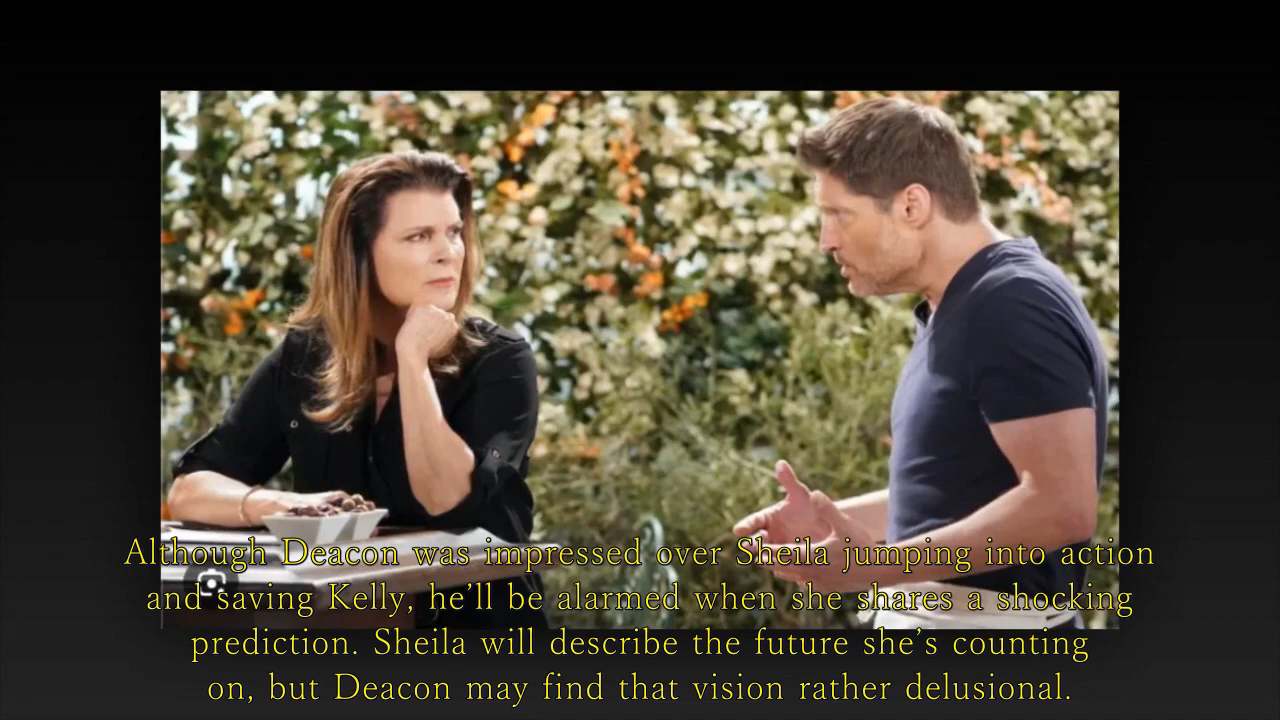 Although Deacon was impressed over Sheila jumping into action
and saving Kelly, he’ll be alarmed when she shares a shocking
prediction. Sheila will describe the future she’s counting
on, but Deacon may find that vision rather delusional.